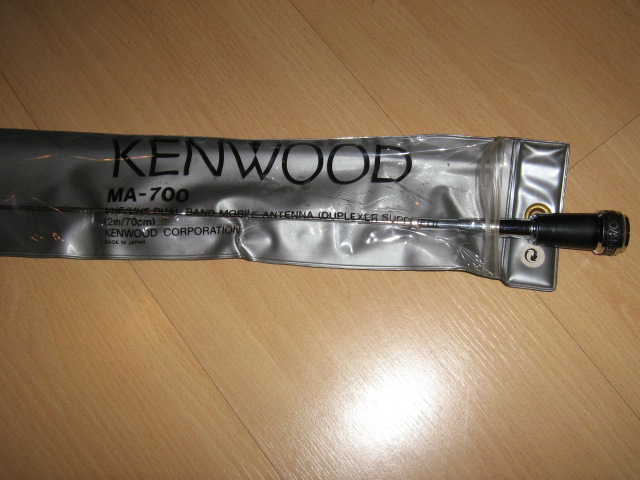 KENWOOD
MA-700
VHF/UHF DUAL-BAND MOBILE ANTENNA (DUPLEXER SUPPLIED)
(2m/70cm)
KENWOOD CORPORATION
MADE IN JAPAN